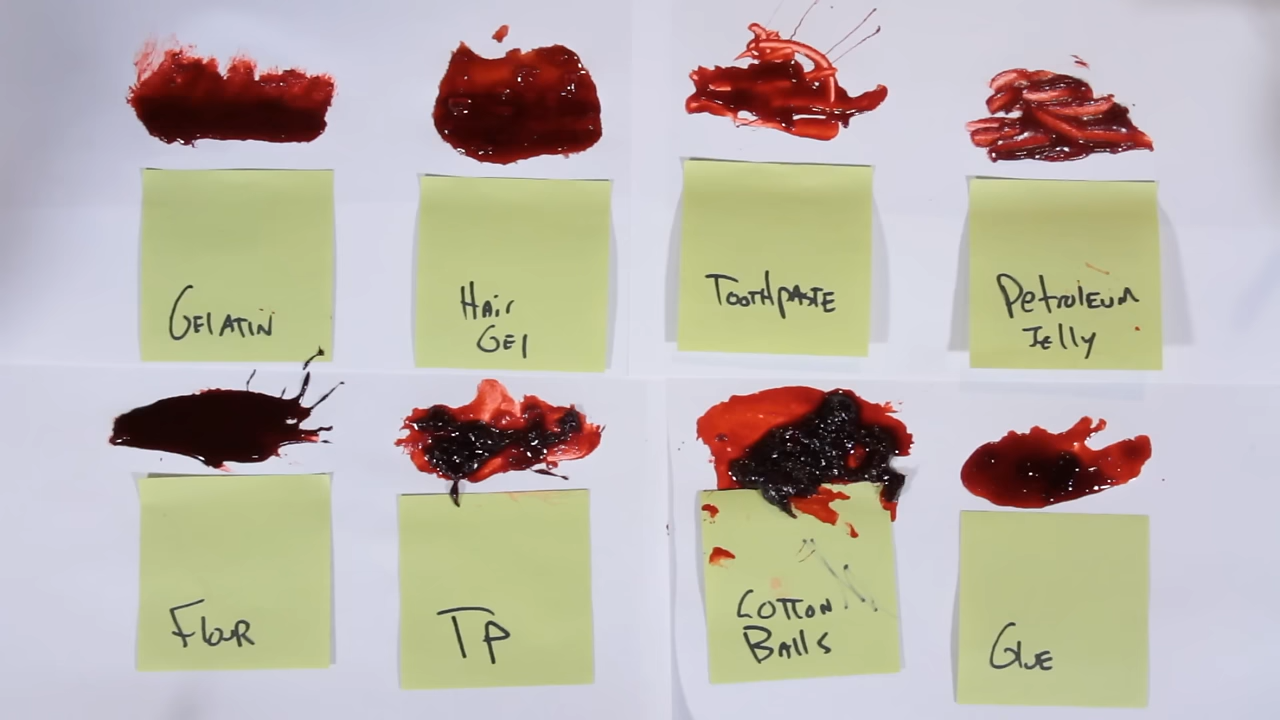 GElATIN
HAir
GEl
TOOTHpASTE
PEtrolEUM
JElly
FlouR
TP
COTTON
BAllS
GluE